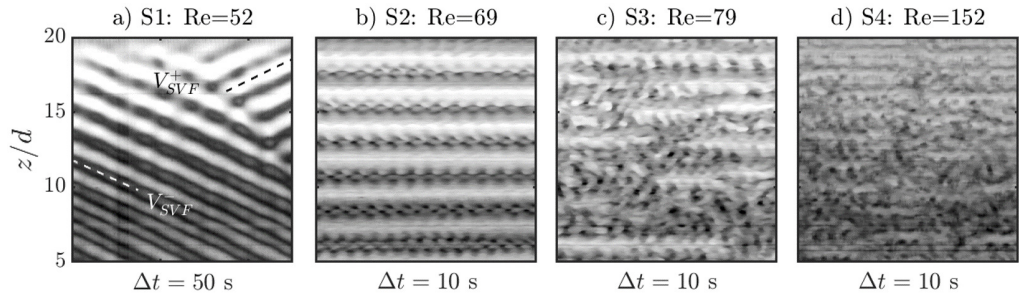 a) S1: Re=52
b) S2: Re=69
c) S3: Re=79
d) S4: Re=152
z/d
20
15
10
5
V⁺SVF
V⁻SVF
Δt = 50 s
Δt = 10 s
Δt = 10 s
Δt = 10 s